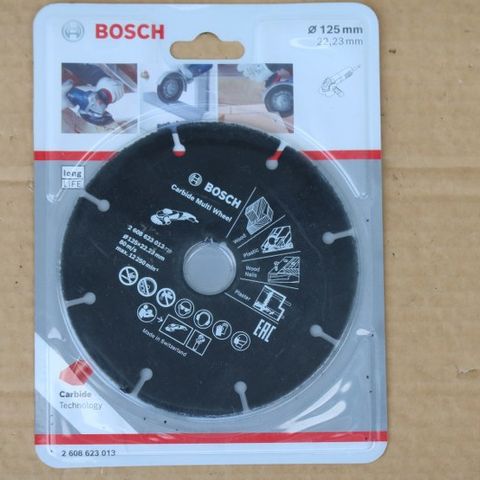 BOSCH
Ø 125 mm
22,23 mm
long
LIFE
BOSCH
Carbide Multi Wheel
2 608 623 013
Ø 125x22.23 mm
80 m/s
max. 12 250 min⁻¹
Wood
Plastic
Wood
Nails
Plaster
EAC
Made in Switzerland
Carbide
Technology
2 608 623 013